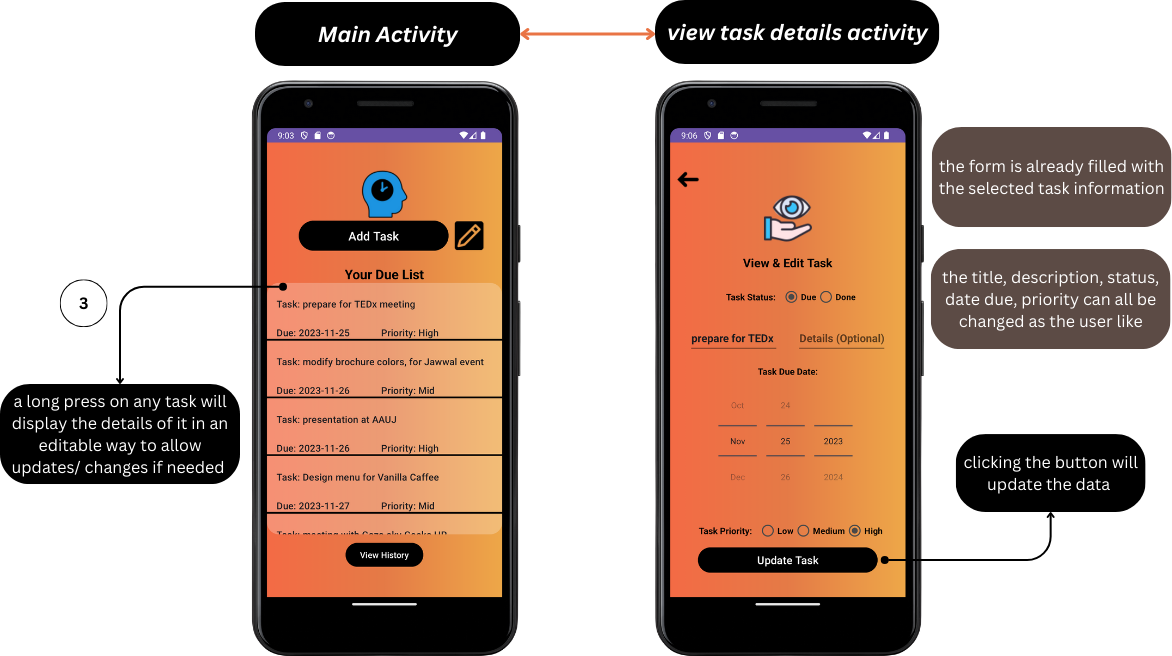 Main Activity
view task details activity
9:03
Add Task
Your Due List
Task: prepare for TEDx meeting
Due: 2023-11-25 Priority: High
Task: modify brochure colors, for Jawwal event
Due: 2023-11-26 Priority: Mid
Task: presentation at AAUJ
Due: 2023-11-26 Priority: High
Task: Design menu for Vanilla Caffee
Due: 2023-11-27 Priority: Mid
Task: meeting with Gaza sky Geeks UP
View History
3
a long press on any task will
display the details of it in an
editable way to allow
updates/ changes if needed
9:06
View & Edit Task
Task Status: Due Done
prepare for TEDx Details (Optional)
Task Due Date:
Oct 24
Nov 25 2023
Dec 26 2024
Task Priority: Low Medium High
Update Task
the form is already filled with
the selected task information
the title, description, status,
date due, priority can all be
changed as the user like
clicking the button will
update the data